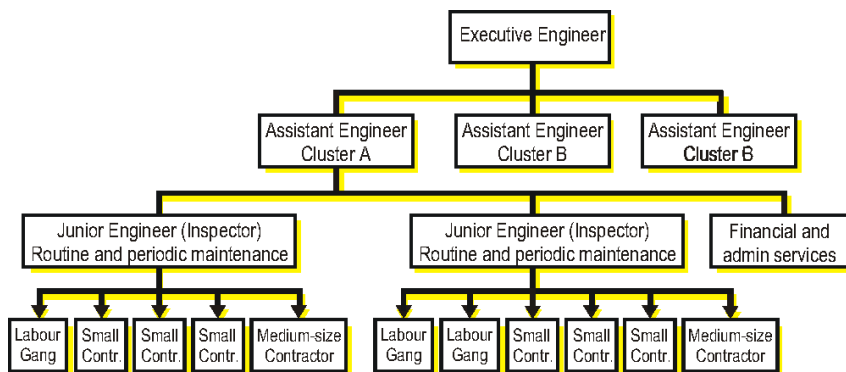 Executive Engineer
Assistant Engineer
Cluster A
Assistant Engineer
Cluster B
Assistant Engineer
Cluster B
Junior Engineer (Inspector)
Routine and periodic maintenance
Junior Engineer (Inspector)
Routine and periodic maintenance
Financial and
admin services
Labour
Gang
Small
Contr.
Small
Contr.
Small
Contr.
Medium-size
Contractor
Labour
Gang
Labour
Gang
Small
Contr.
Small
Contr.
Small
Contr.
Medium-size
Contractor